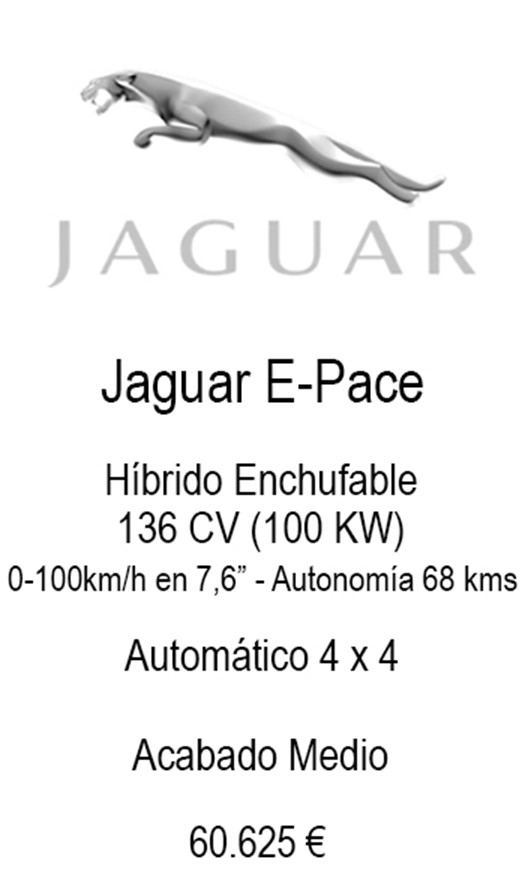 JAGUAR
Jaguar E-Pace
Híbrido Enchufable
136 CV (100 KW)
0-100km/h en 7,6” - Autonomía 68 kms
Automático 4 x 4
Acabado Medio
60.625 €